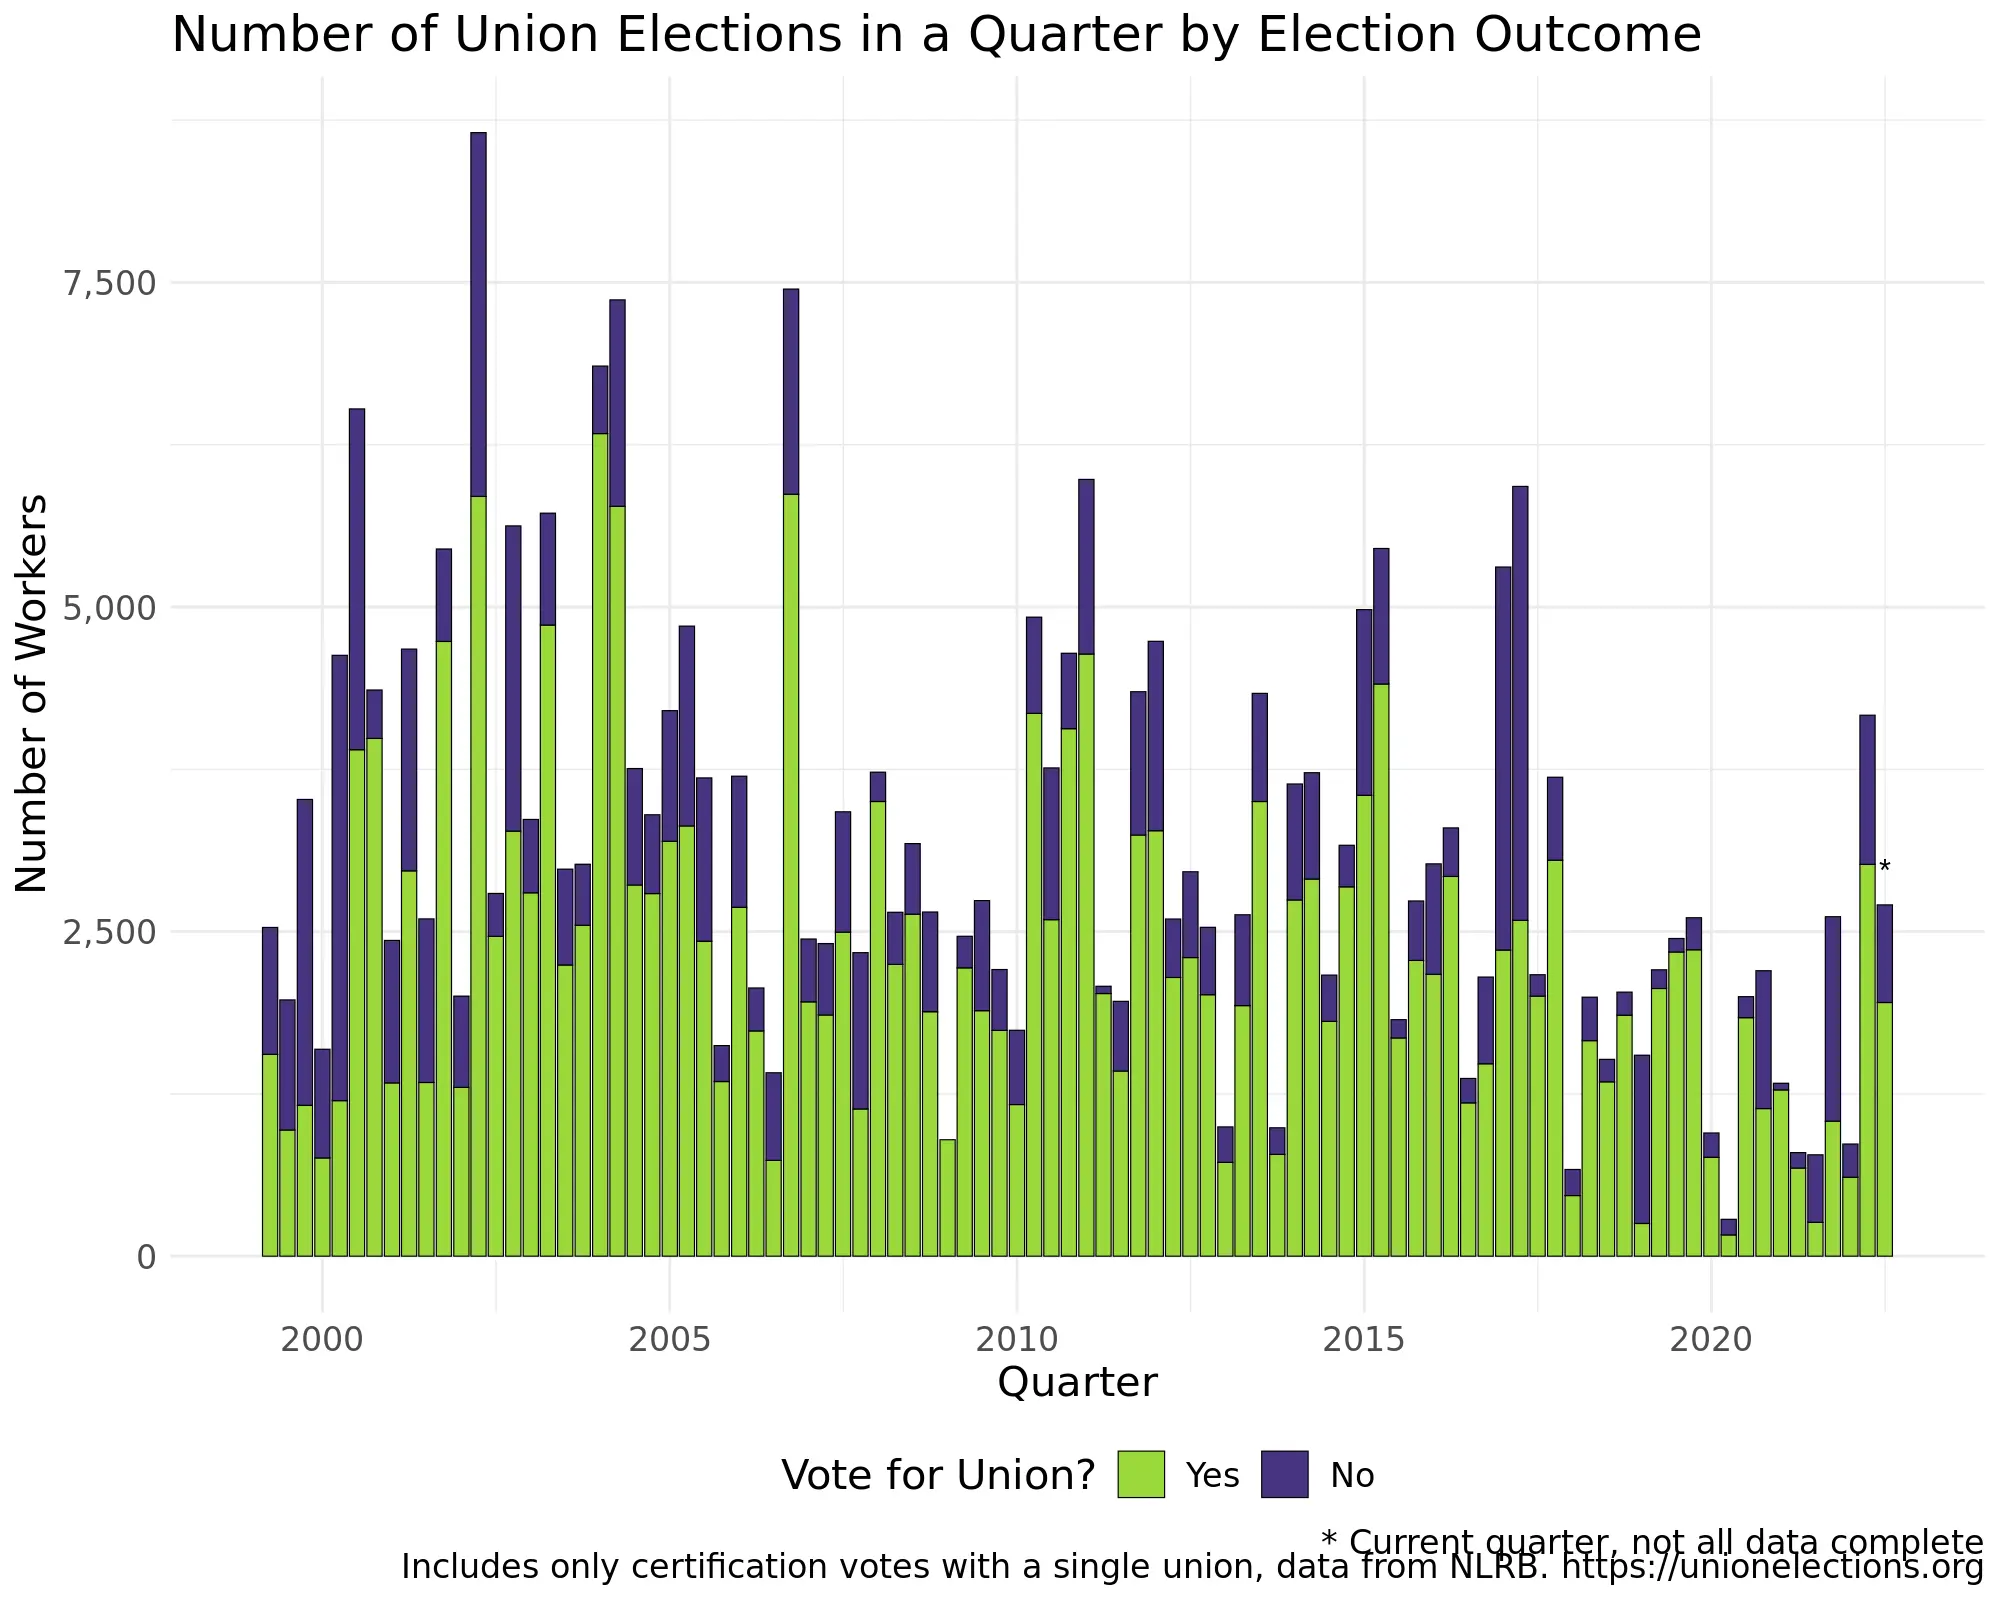 Number of Union Elections in a Quarter by Election Outcome
Number of Workers
7,500
5,000
2,500
0
*
2000 2005 2010 2015 2020
Quarter
Vote for Union? Yes No
* Current quarter, not all data complete
Includes only certification votes with a single union, data from NLRB. https://unionelections.org